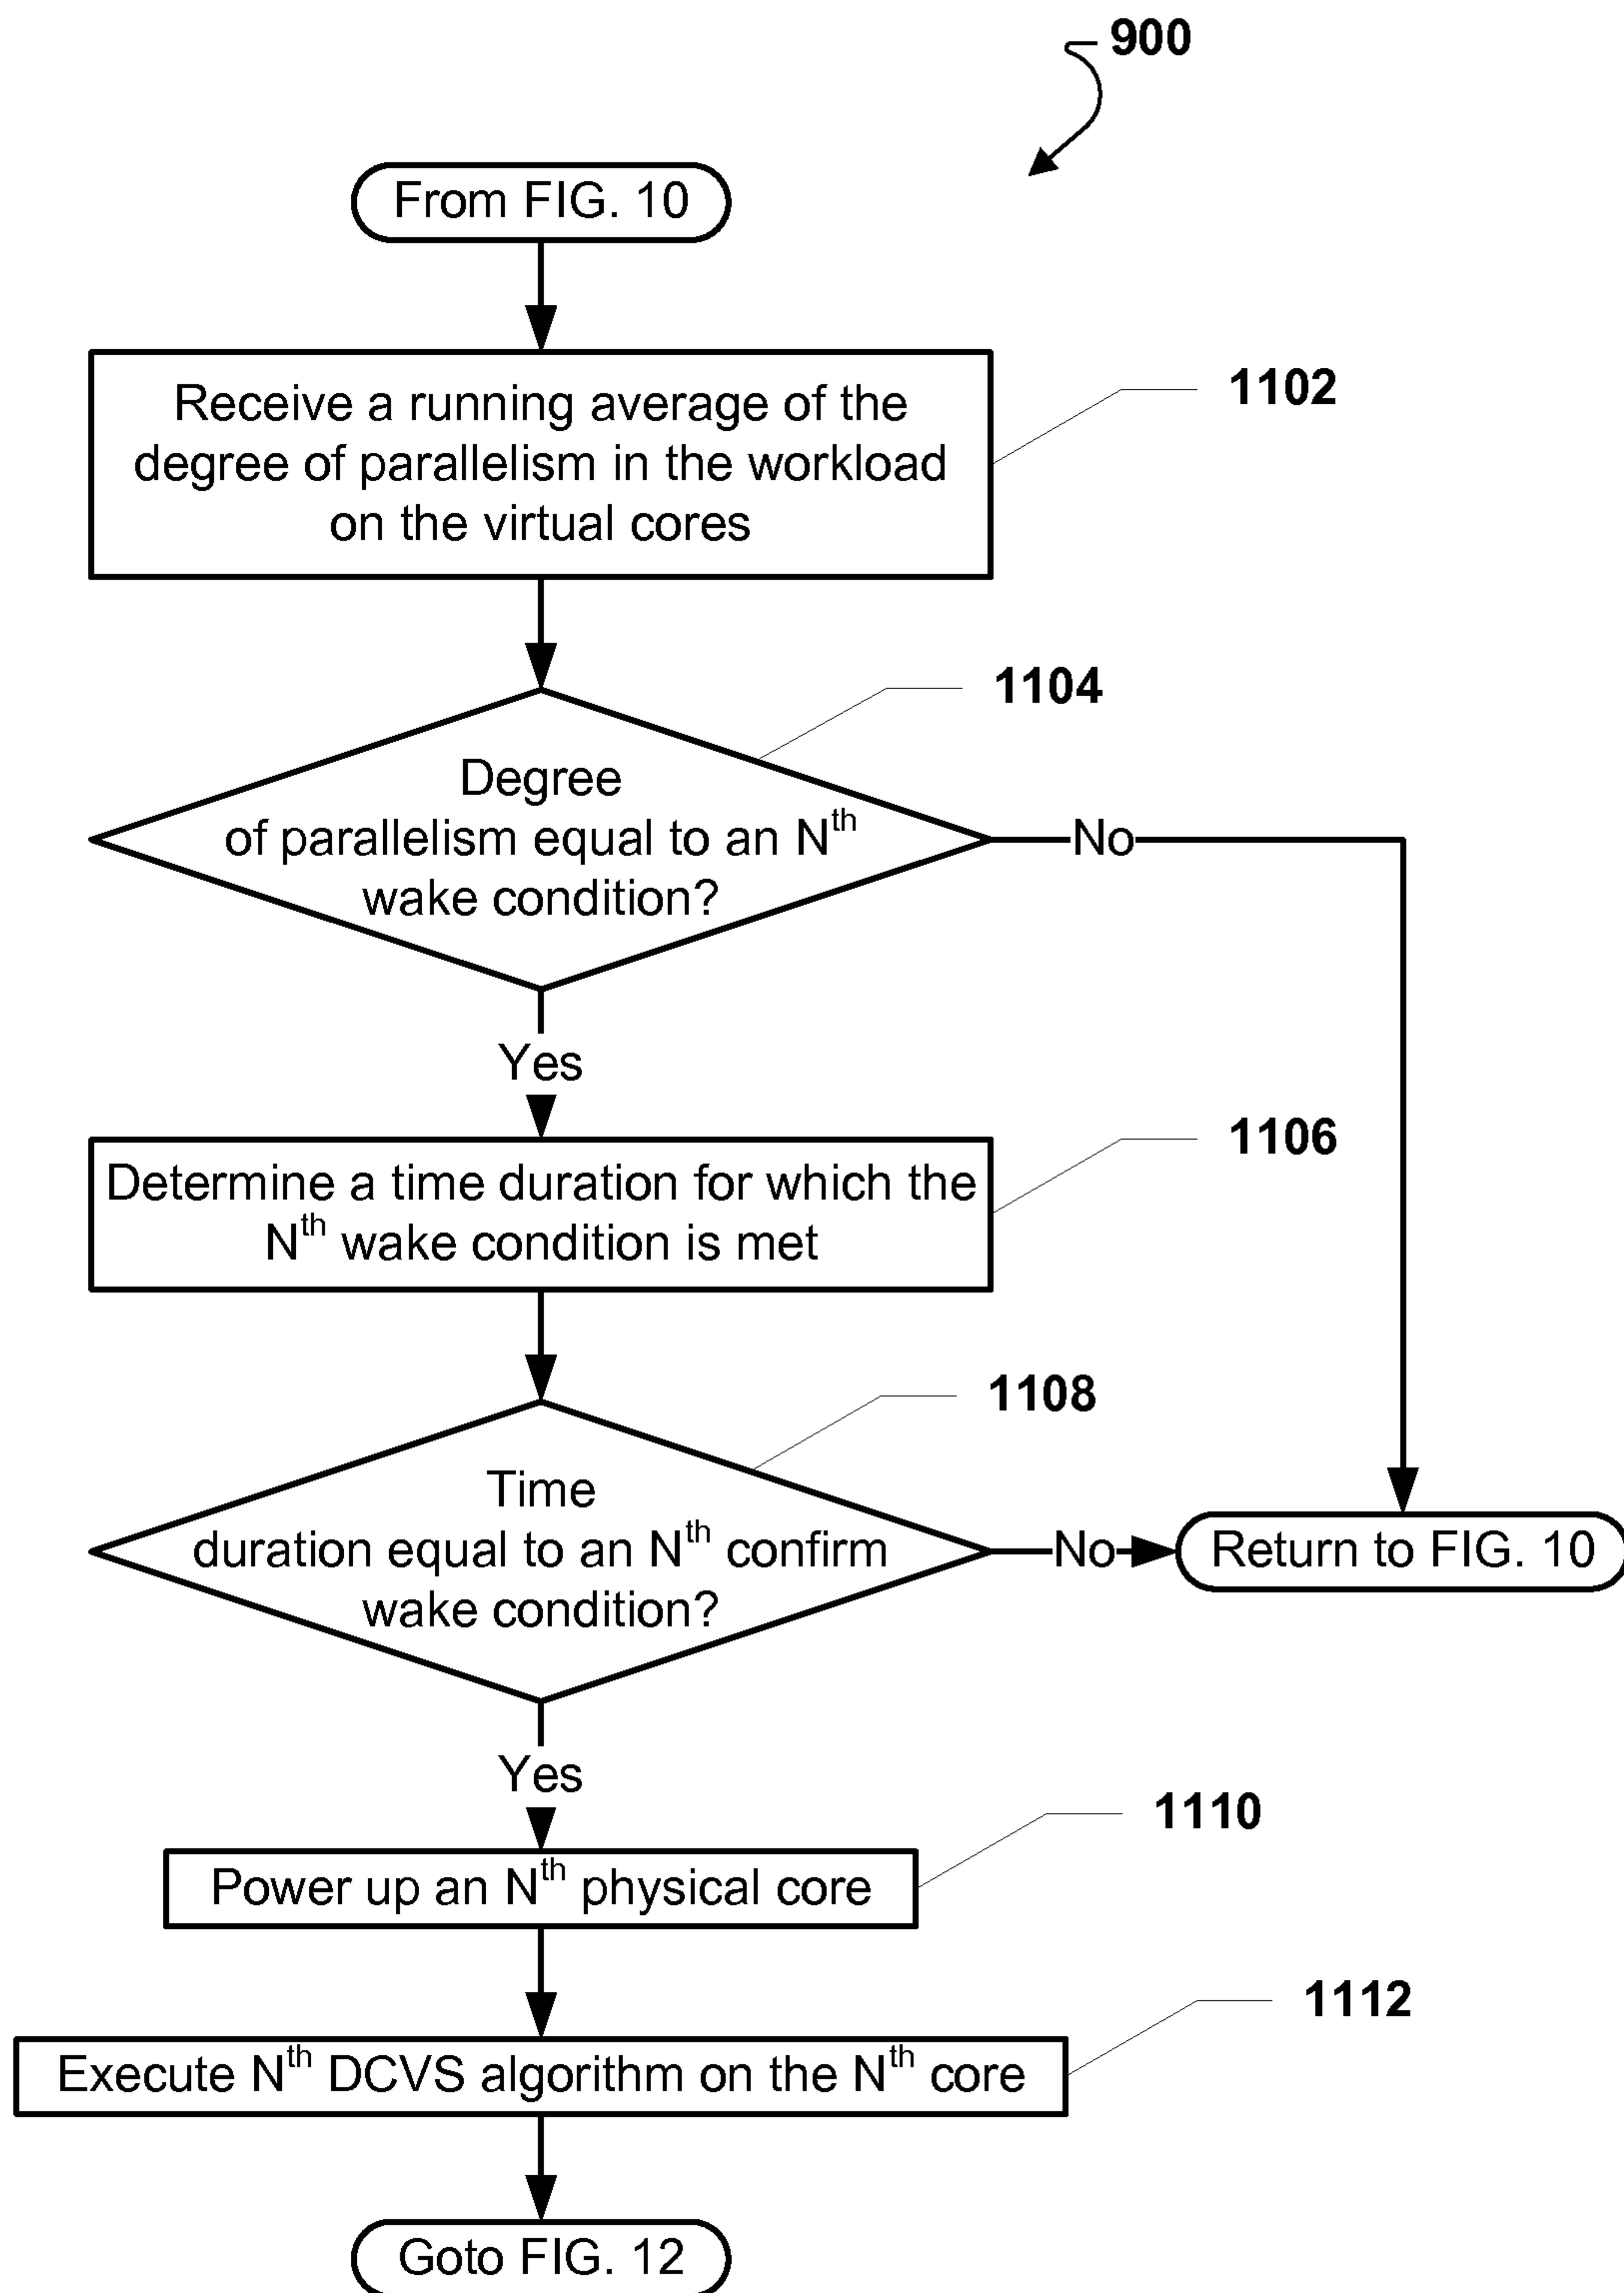 900
From FIG. 10
Receive a running average of the
degree of parallelism in the workload
on the virtual cores
1102
1104
Degree
of parallelism equal to an Nth
wake condition?
No
Yes
1106
Determine a time duration for which the
Nth wake condition is met
1108
Time
duration equal to an Nth confirm
wake condition?
No
Return to FIG. 10
Yes
1110
Power up an Nth physical core
1112
Execute Nth DCVS algorithm on the Nth core
Goto FIG. 12